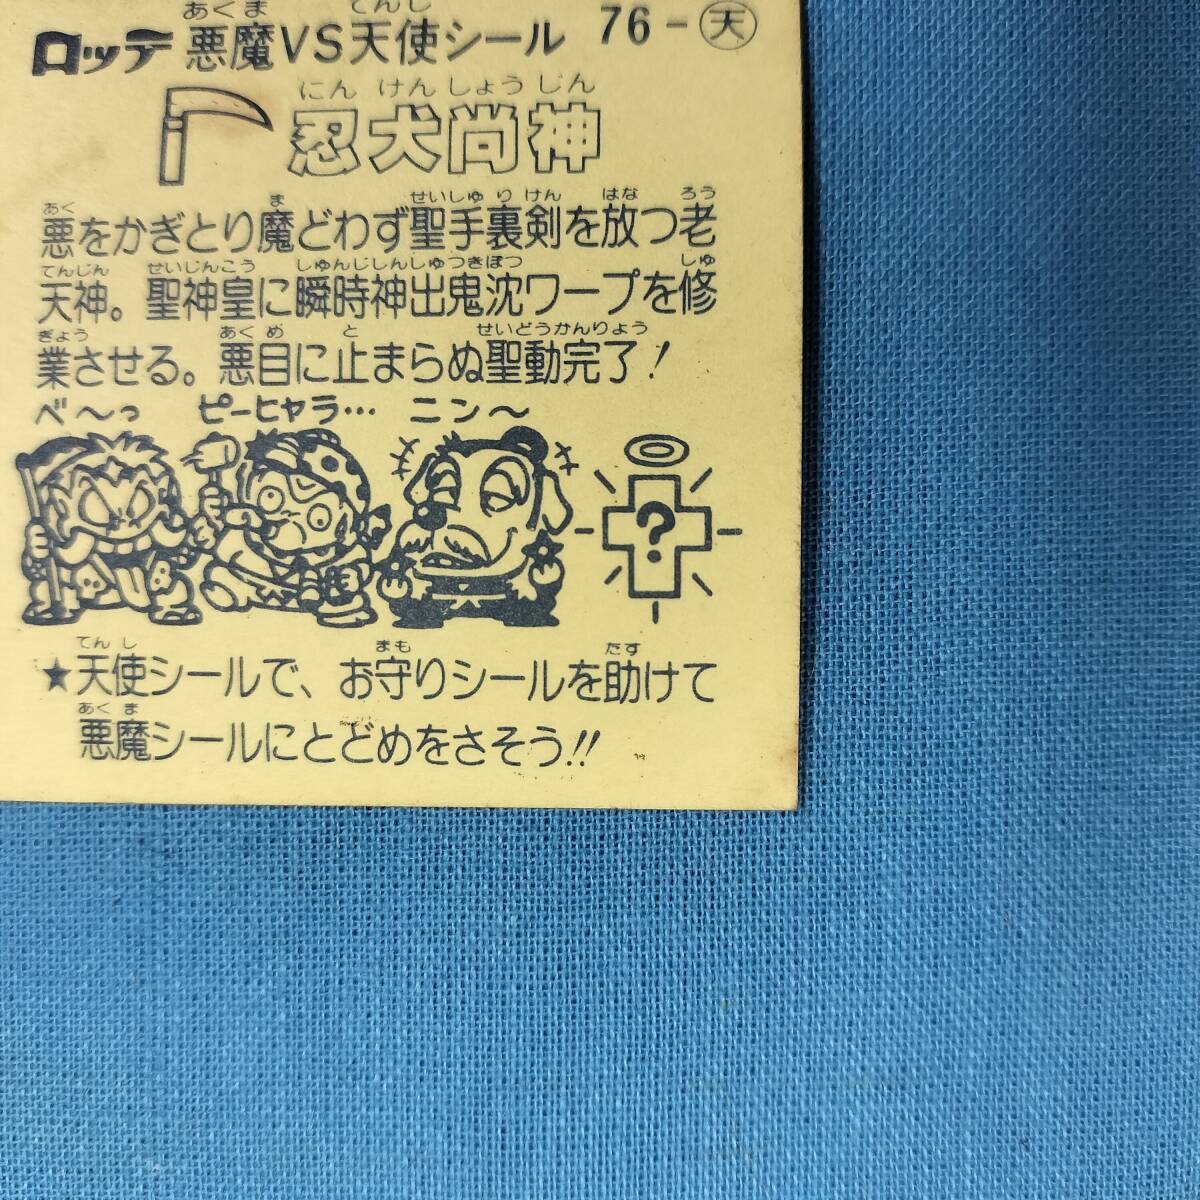 あくま てんし
ロッテ 悪魔VS天使シール 76-天
にんけんしょうじん
忍犬尚神
あく ま せいしゅりけん はな ろう
悪をかぎとり魔どわず聖手裏剣を放つ老
てんじん せいじんこう しゅんじしんしゅつきぼつ しゅ
天神。聖神皇に瞬時神出鬼沈ワープを修
ぎょう あくめ と せいどうかんりょう
業させる。悪目に止まらぬ聖動完了!
べ〜っ ピーヒャラ… ニン〜
?
てんし まも たす
★天使シールで、お守りシールを助けて
あくま
悪魔シールにとどめをさそう!!